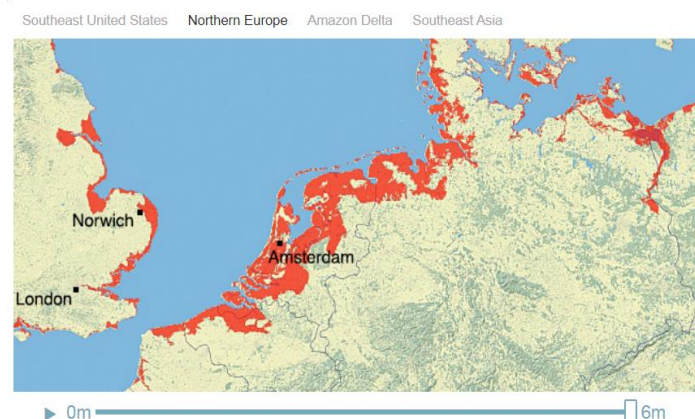 Southeast United States Northern Europe Amazon Delta Southeast Asia
Norwich
Amsterdam
London
0m 6m